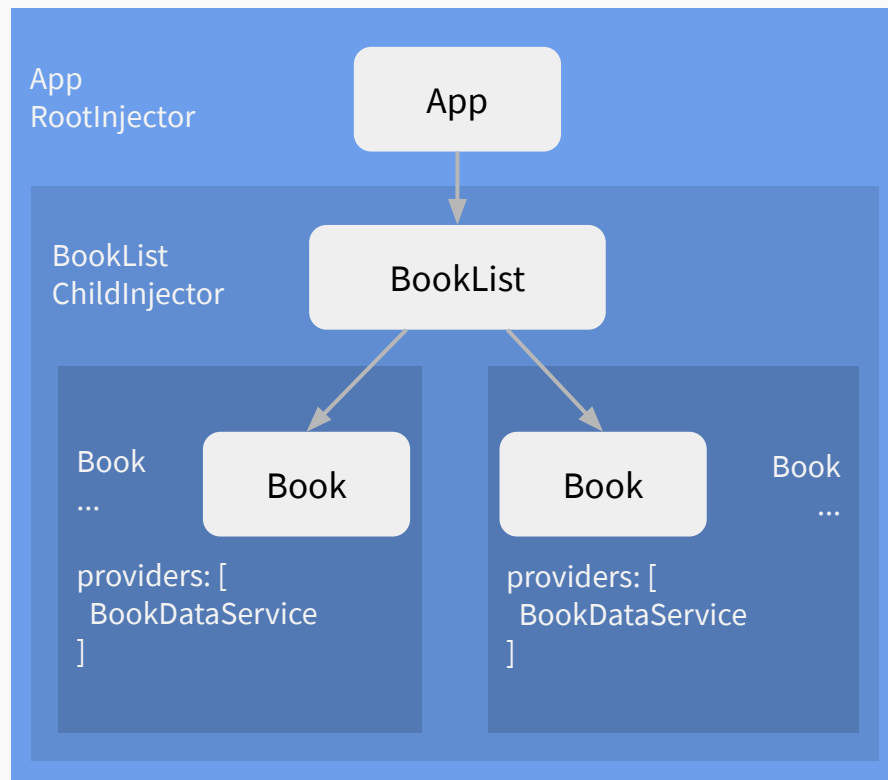 App
RootInjector
App
BookList
ChildInjector
BookList
Book
...
Book
providers: [
BookDataService
]
Book
Book
...
providers: [
BookDataService
]